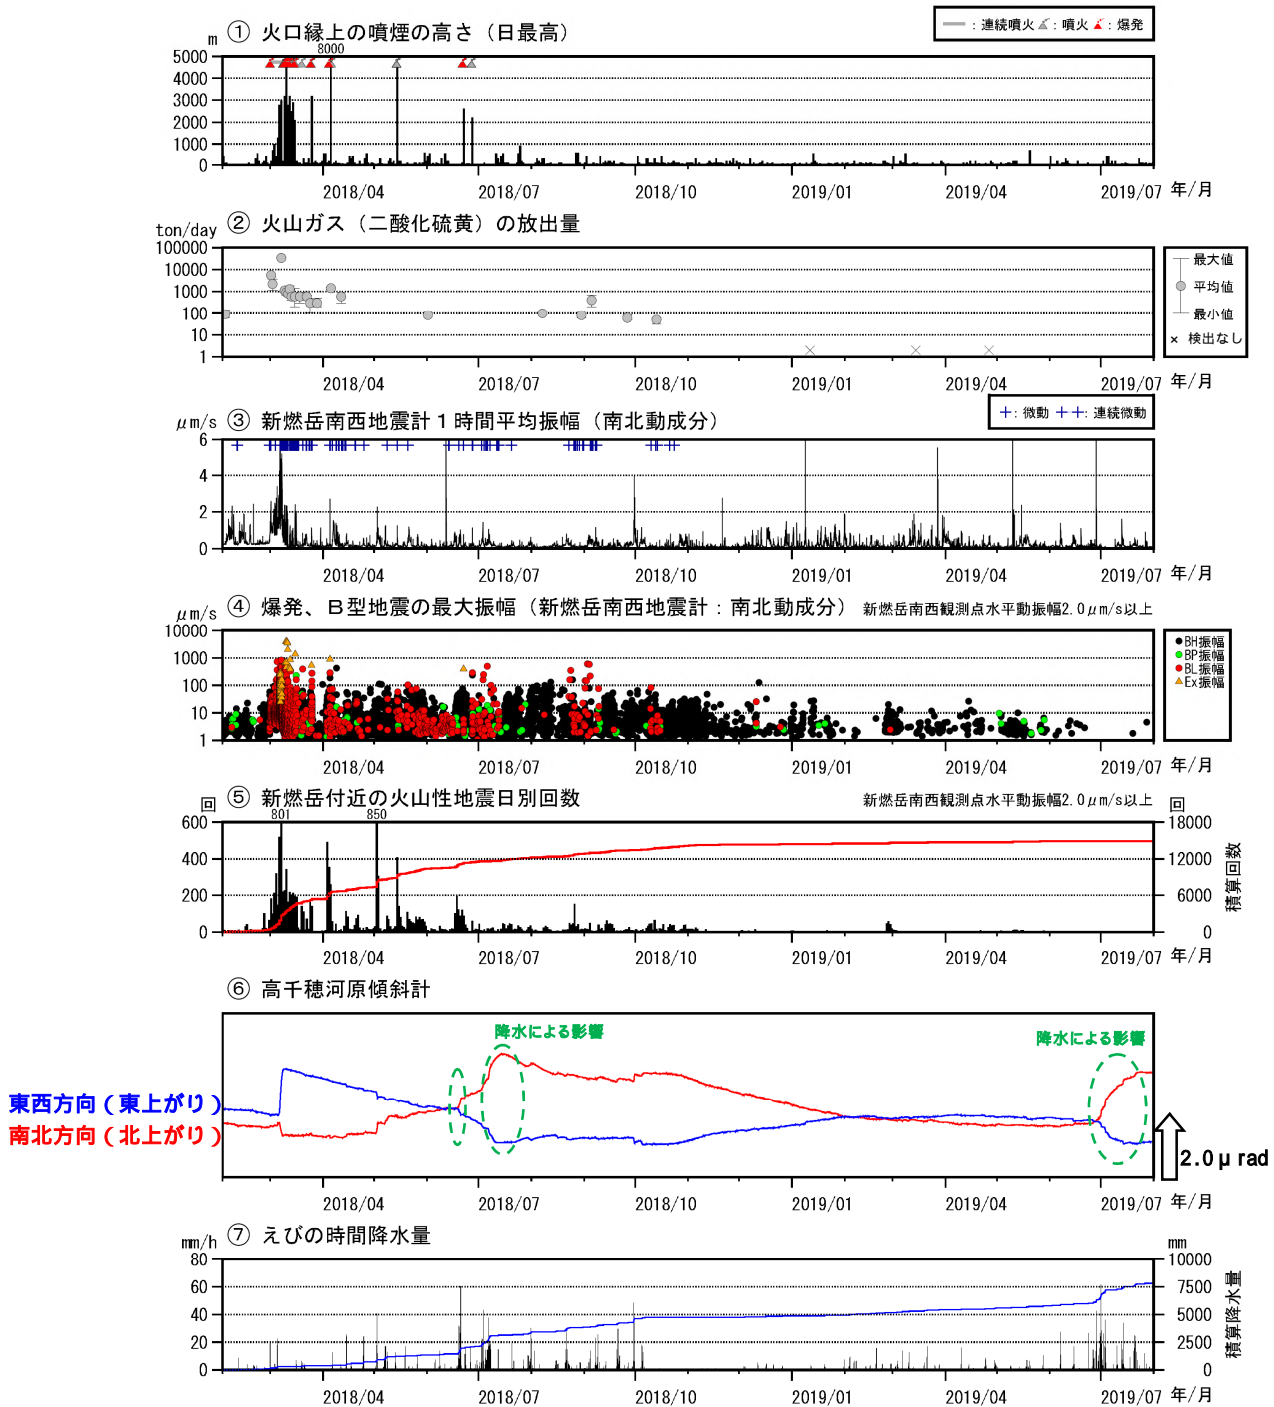 ① 火口縁上の噴煙の高さ（日最高）
━ : 連続噴火 : 噴火 : 爆発
m
8000
5000
4000
3000
2000
1000
0
2018/04 2018/07 2018/10 2019/01 2019/04 2019/07 年/月
② 火山ガス（二酸化硫黄）の放出量
ton/day
100000
10000
1000
100
10
1
最大値
平均値
最小値
× 検出なし
2018/04 2018/07 2018/10 2019/01 2019/04 2019/07 年/月
③ 新燃岳南西地震計１時間平均振幅（南北動成分）
+: 微動 ++: 連続微動
μm/s
6
4
2
0
2018/04 2018/07 2018/10 2019/01 2019/04 2019/07 年/月
④ 爆発、Ｂ型地震の最大振幅（新燃岳南西地震計：南北動成分） 新燃岳南西観測点水平動振幅2.0μm/s以上
μm/s
10000
1000
100
10
1
BH振幅
BP振幅
BL振幅
Ex振幅
2018/04 2018/07 2018/10 2019/01 2019/04 2019/07 年/月
⑤ 新燃岳付近の火山性地震日別回数 新燃岳南西観測点水平動振幅2.0μm/s以上
回 回
801 850
600 18000
400 12000
200 6000
0 0
積算回数
2018/04 2018/07 2018/10 2019/01 2019/04 2019/07 年/月
⑥ 高千穂河原傾斜計
降水による影響 降水による影響
東西方向（東上がり）
南北方向（北上がり）
2.0μ rad
2018/04 2018/07 2018/10 2019/01 2019/04 2019/07 年/月
⑦ えびの時間降水量
mm/h mm
80 10000
60 7500
40 5000
20 2500
0 0
積算降水量
2018/04 2018/07 2018/10 2019/01 2019/04 2019/07 年/月